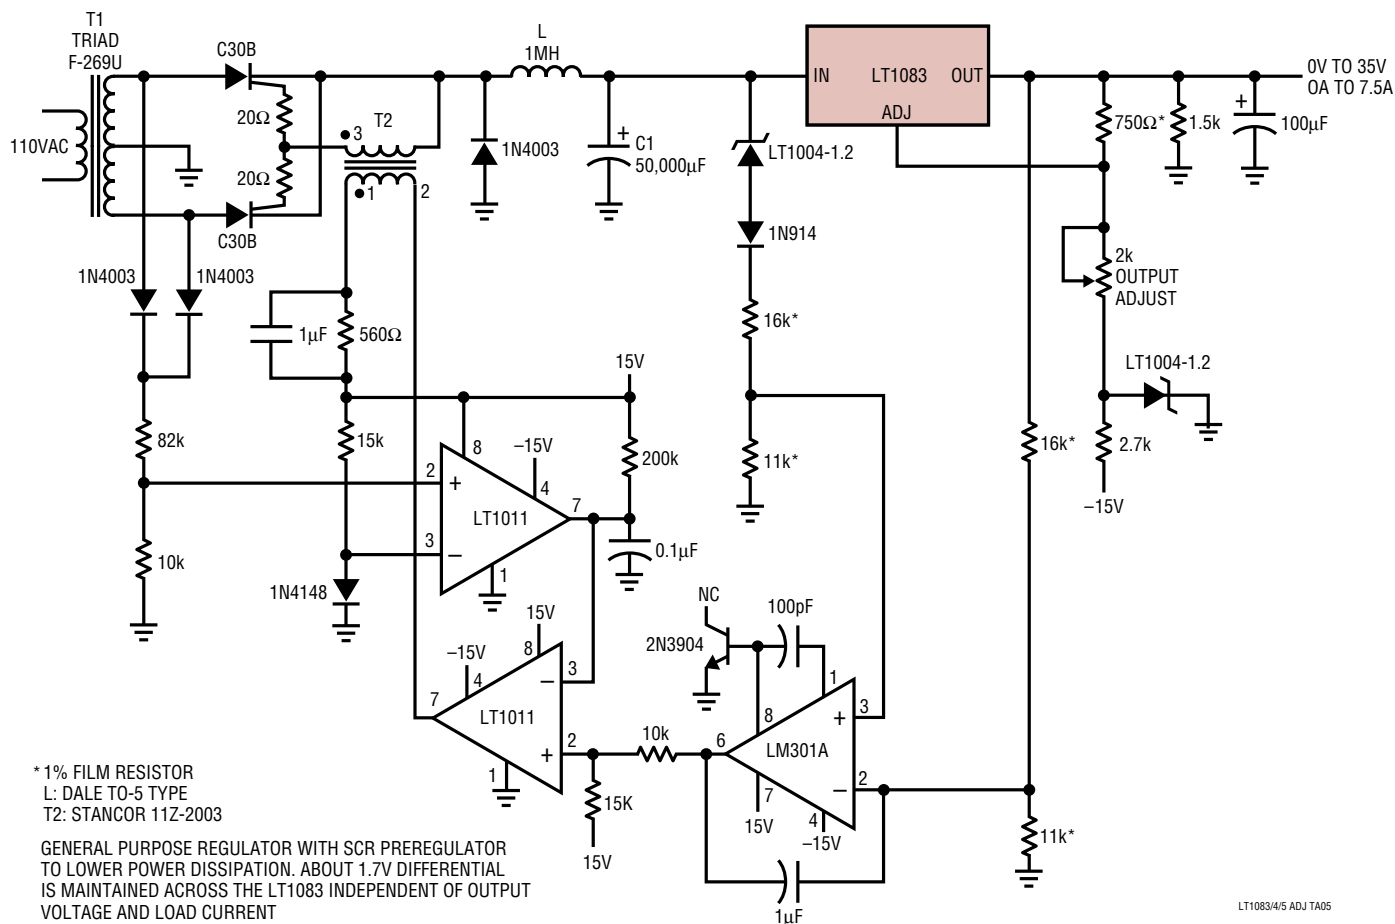 T1
TRIAD
F-269U
C30B
L
1MH
IN
LT1083
OUT
ADJ
0V TO 35V
OA TO 7.5A
20Ω
T2
3
110VAC
20Ω
1
2
1N4003
+
C1
50,000µF
LT1004-1.2
750Ω*
1.5k
+
100µF
C30B
1N914
1N4003
1N4003
2k
OUTPUT
ADJUST
1µF
560Ω
16k*
15V
LT1004-1.2
82k
15k
8
–15V
4
200k
11k*
16k*
2.7k
2
+
LT1011
7
–15V
3
–
10k
1
0.1µF
1N4148
15V
8
NC
100pF
2N3904
–15V
4
3
–
1
7
LT1011
8
3
+
10k
6
LM301A
2
+
1
7
2
–
15K
15V
4
–15V
11k*
15V
1µF
* 1% FILM RESISTOR
L: DALE TO-5 TYPE
T2: STANCOR 11Z-2003
GENERAL PURPOSE REGULATOR WITH SCR PREREGULATOR
TO LOWER POWER DISSIPATION. ABOUT 1.7V DIFFERENTIAL
IS MAINTAINED ACROSS THE LT1083 INDEPENDENT OF OUTPUT
VOLTAGE AND LOAD CURRENT
LT1083/4/5 ADJ TA05